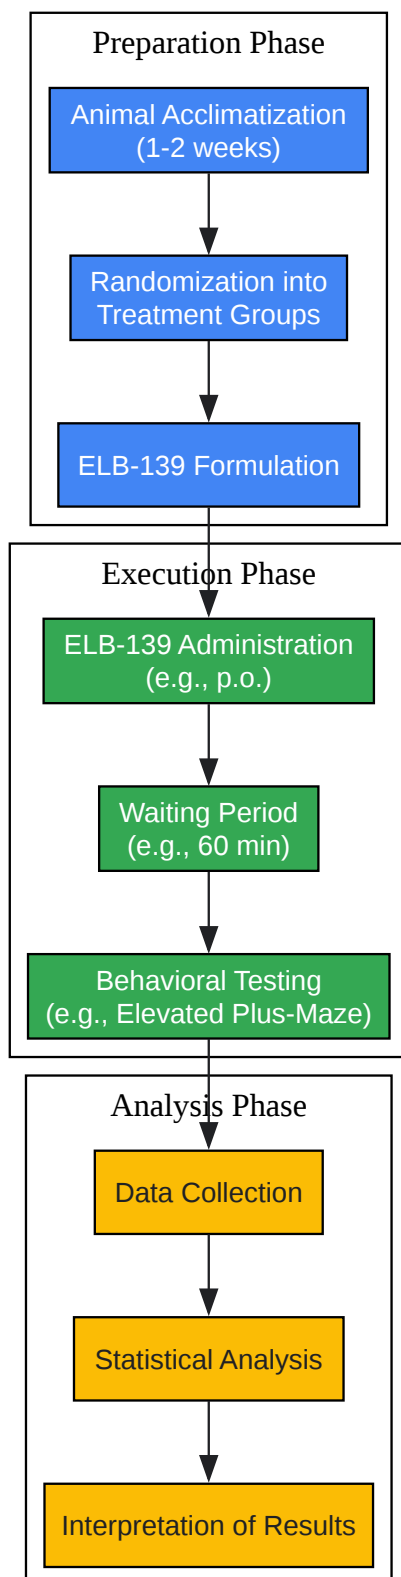 Preparation Phase
Animal Acclimatization
(1-2 weeks)
Randomization into
Treatment Groups
ELB-139 Formulation
Execution Phase
ELB-139 Administration
(e.g., p.o.)
Waiting Period
(e.g., 60 min)
Behavioral Testing
(e.g., Elevated Plus-Maze)
Analysis Phase
Data Collection
Statistical Analysis
Interpretation of Results